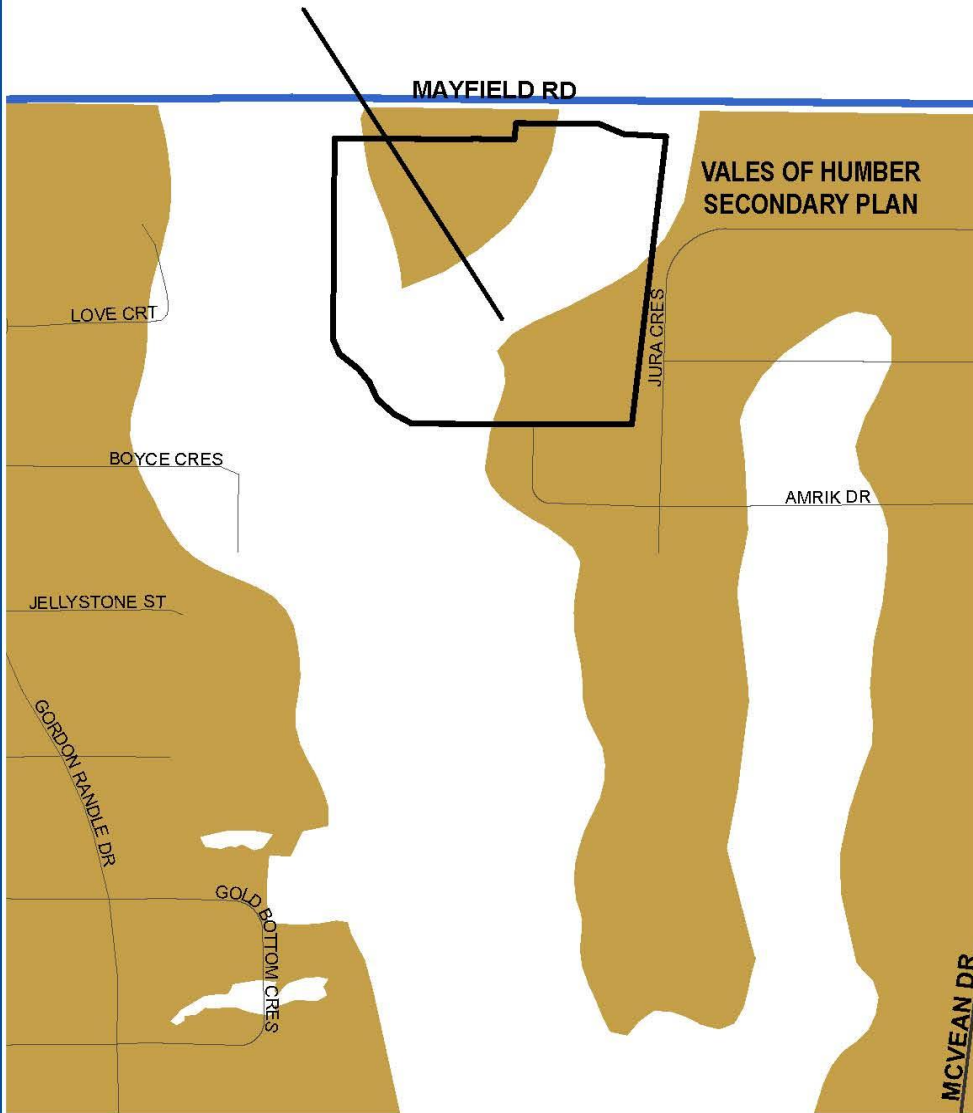 MAYFIELD RD
VALES OF HUMBER
SECONDARY PLAN
LOVE CRT
JURA CRES
BOYCE CRES
AMRIK DR
JELLYSTONE ST
GORDON RANDLE DR
GOLD BOTTOM CRES
MCVEAN DR